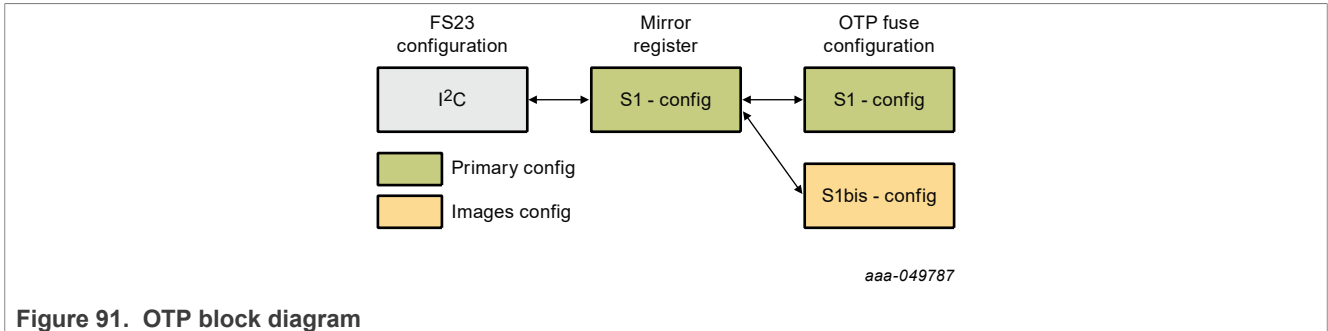 FS23
configuration
Mirror
register
OTP fuse
configuration
I²C
S1 - config
S1 - config
Primary config
S1bis - config
Images config
aaa-049787
Figure 91. OTP block diagram